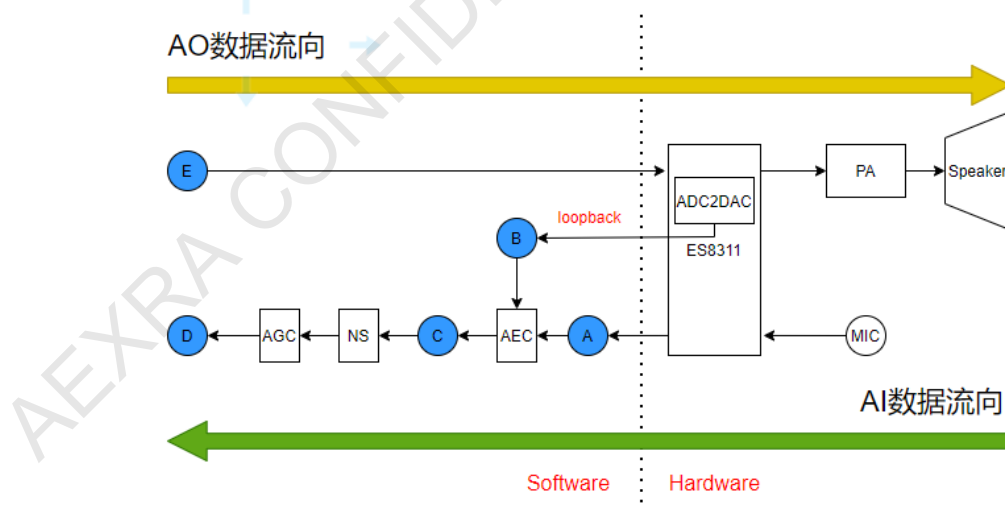 AO数据流向
E
PA
Speaker
ADC2DAC
loopback
B
ES8311
D
AGC
NS
C
AEC
A
MIC
AI数据流向
Software
Hardware
AEXRA CONFID